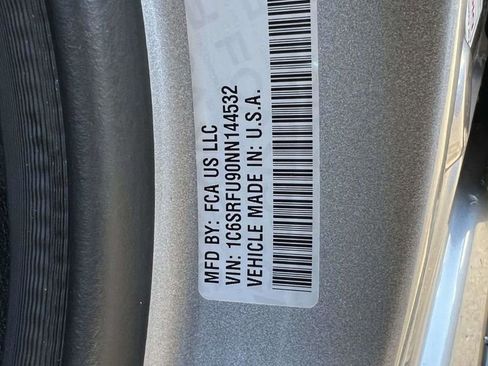 MFD BY: FCA US LLC
VIN: 1C6SRFU90NN144532
VEHICLE MADE IN: U.S.A.